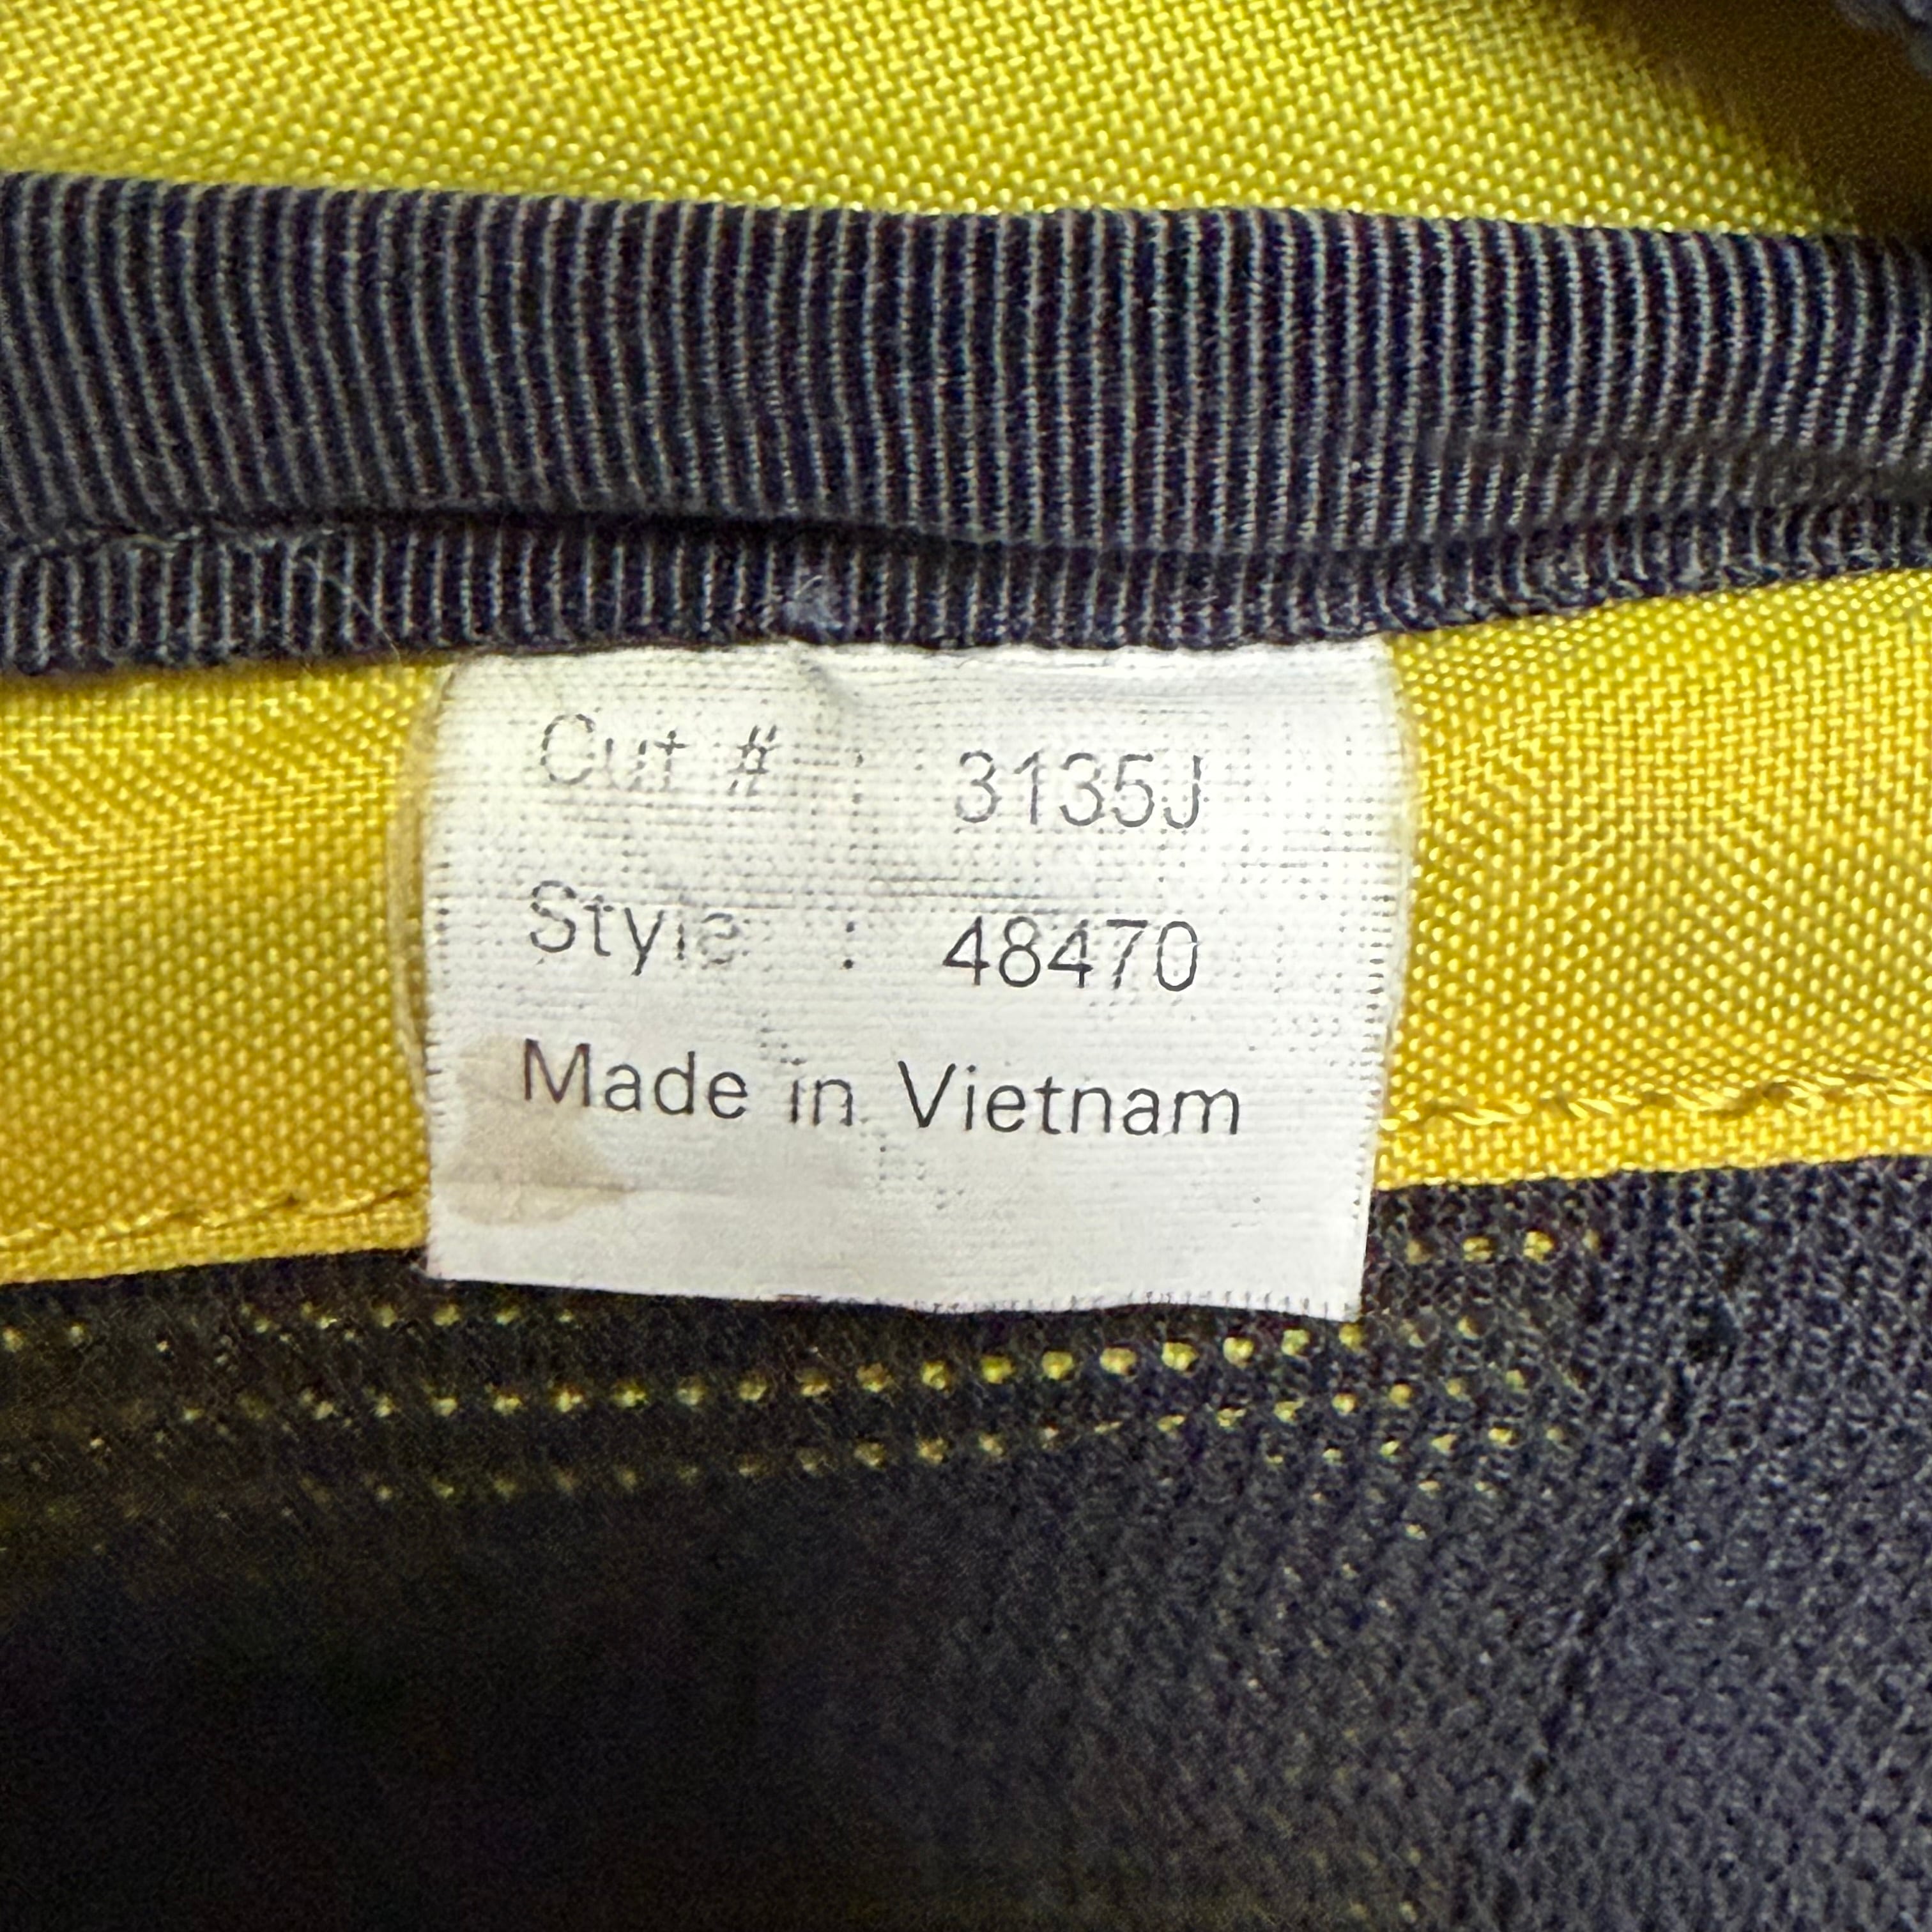 Cut # : 3135J
Style : 48470
Made in Vietnam